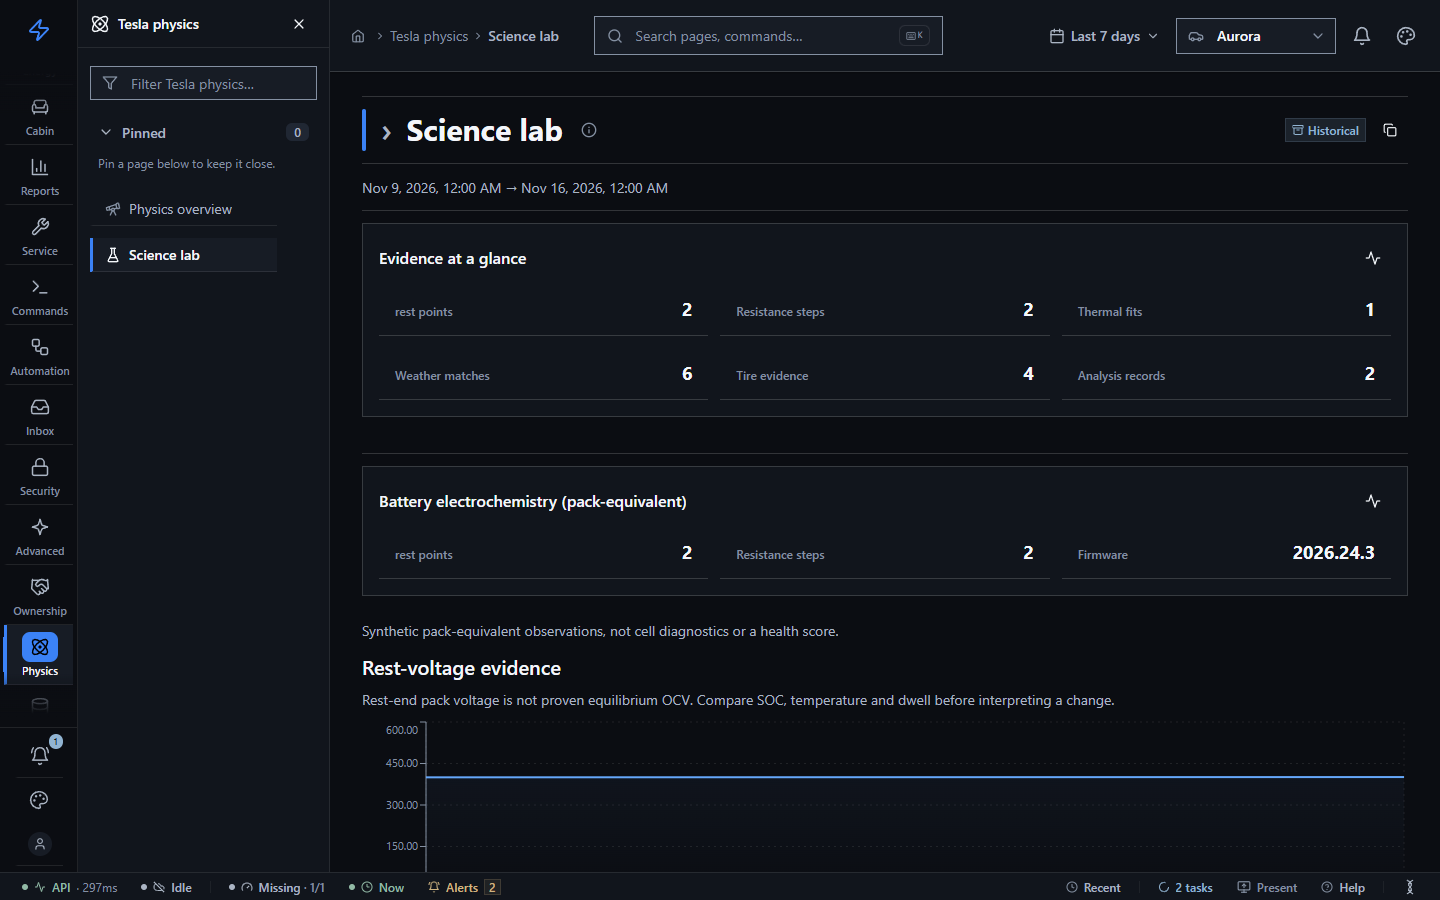 Tesla physics
Tesla physics
Science lab
Search pages, commands...
K
Last 7 days
Aurora
Filter Tesla physics...
Pinned
0
Pin a page below to keep it close.
Physics overview
Science lab
Cabin
Reports
Service
Commands
Automation
Inbox
Security
Advanced
Ownership
Physics
1
Science lab
Historical
Nov 9, 2026, 12:00 AM → Nov 16, 2026, 12:00 AM
Evidence at a glance
rest points 2
Resistance steps 2
Thermal fits 1
Weather matches 6
Tire evidence 4
Analysis records 2
Battery electrochemistry (pack-equivalent)
rest points 2
Resistance steps 2
Firmware 2026.24.3
Synthetic pack-equivalent observations, not cell diagnostics or a health score.
Rest-voltage evidence
Rest-end pack voltage is not proven equilibrium OCV. Compare SOC, temperature and dwell before interpreting a change.
600.00
450.00
300.00
150.00
API · 297ms
Idle
Missing · 1/1
Now
Alerts 2
Recent
2 tasks
Present
Help